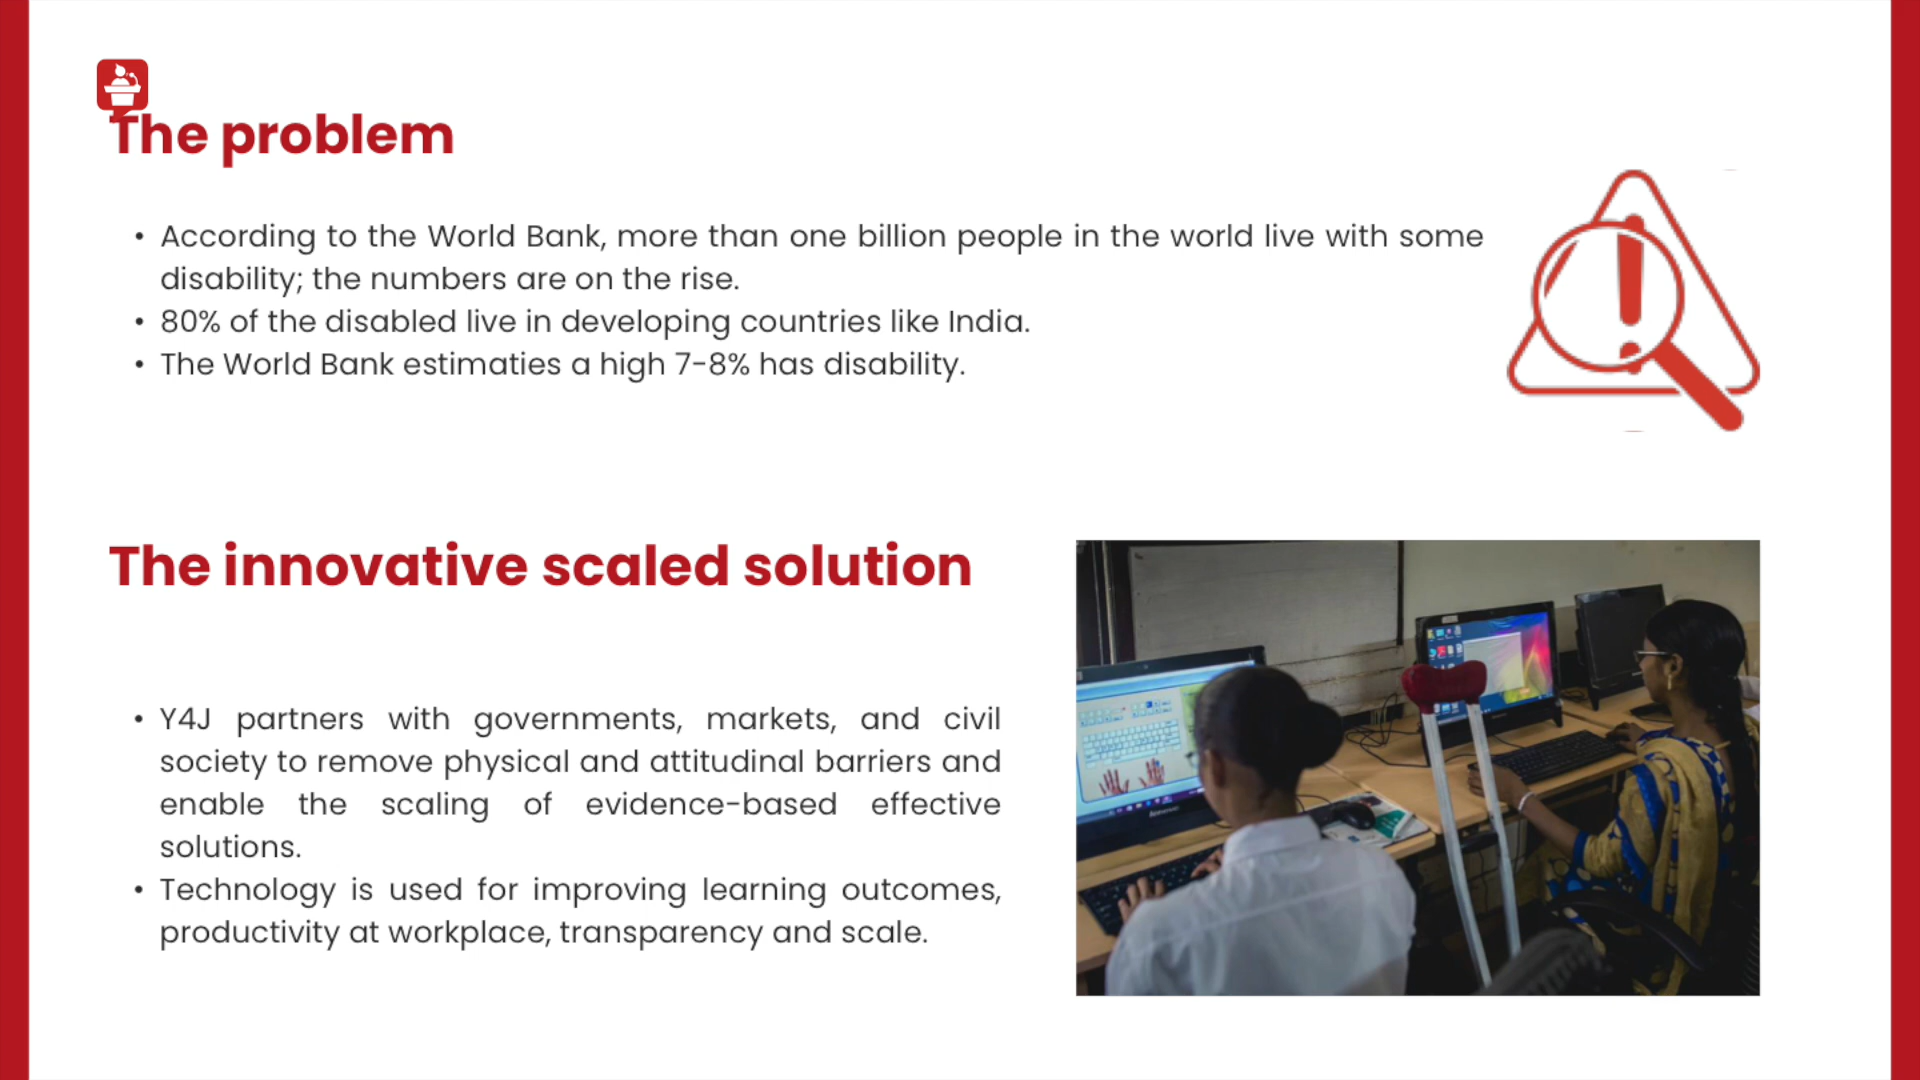 The problem
• According to the World Bank, more than one billion people in the world live with some
disability; the numbers are on the rise.
• 80% of the disabled live in developing countries like India.
• The World Bank estimaties a high 7-8% has disability.
The innovative scaled solution
• Y4J partners with governments, markets, and civil
society to remove physical and attitudinal barriers and
enable the scaling of evidence-based effective
solutions.
• Technology is used for improving learning outcomes,
productivity at workplace, transparency and scale.